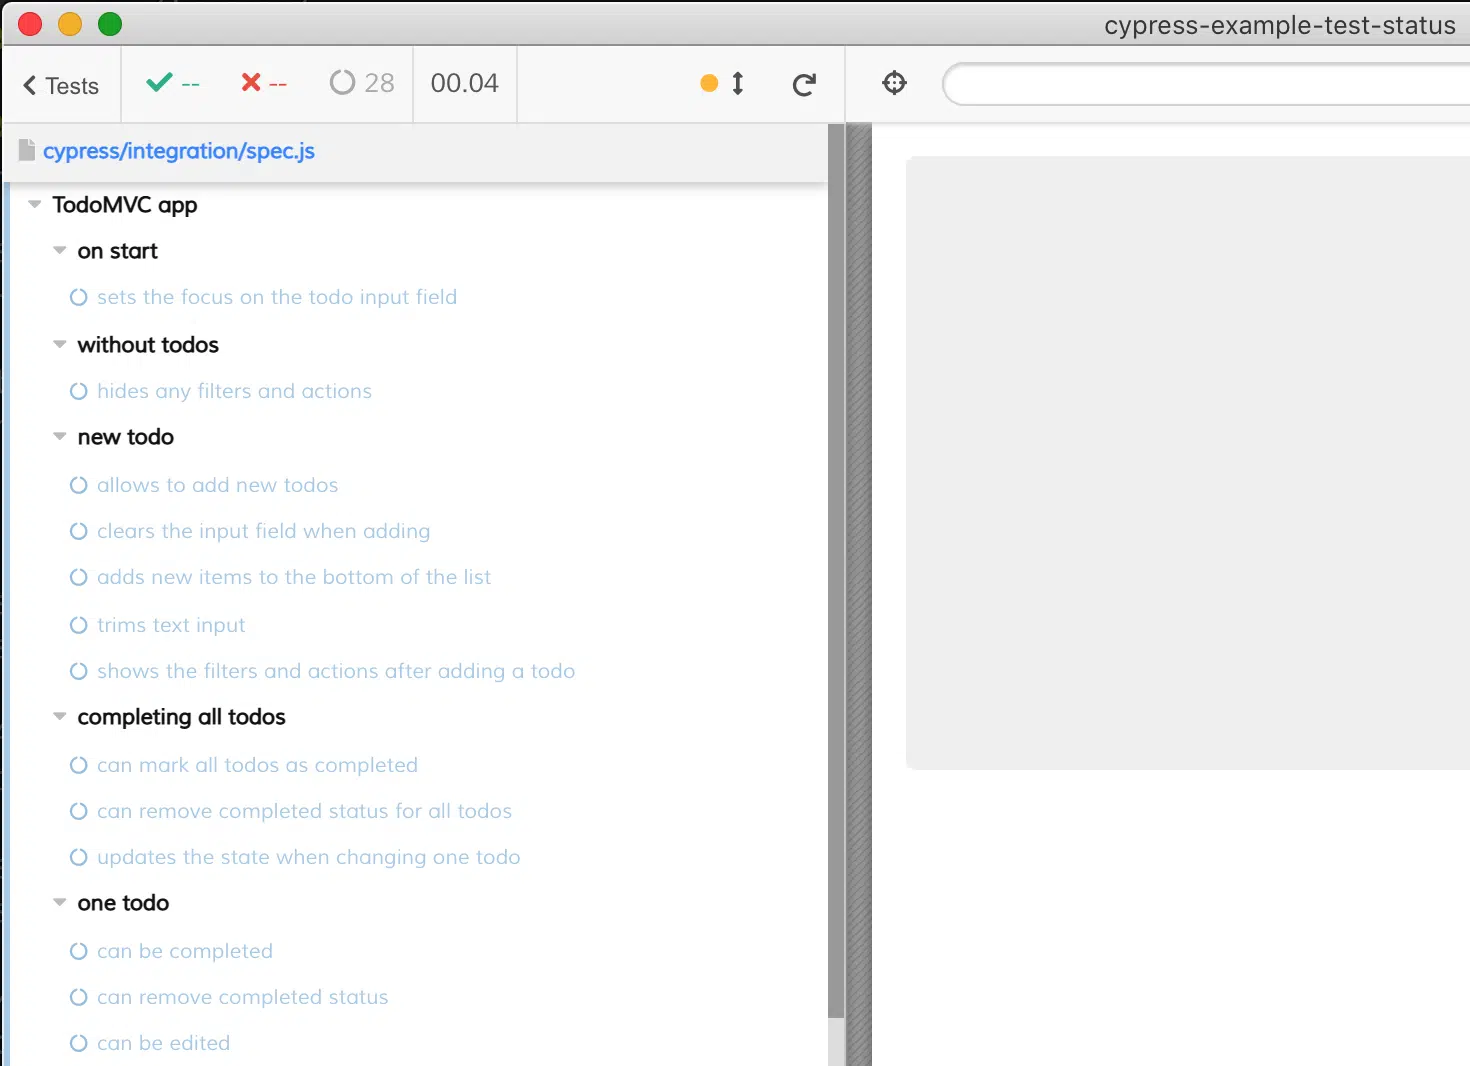 cypress-example-test-status
Tests -- -- 28 00.04
cypress/integration/spec.js
TodoMVC app
on start
sets the focus on the todo input field
without todos
hides any filters and actions
new todo
allows to add new todos
clears the input field when adding
adds new items to the bottom of the list
trims text input
shows the filters and actions after adding a todo
completing all todos
can mark all todos as completed
can remove completed status for all todos
updates the state when changing one todo
one todo
can be completed
can remove completed status
can be edited